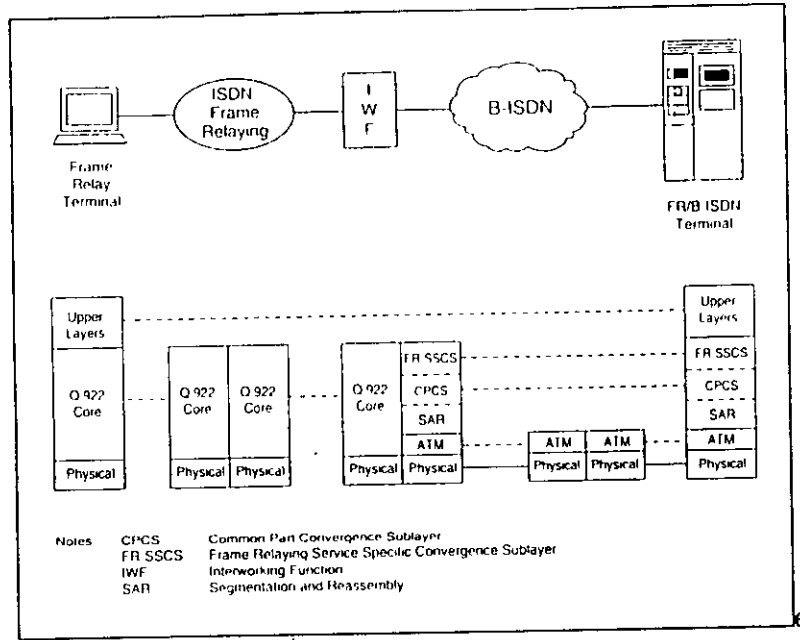 ISDN
Frame
Relaying
I
W
F
B-ISDN
Frame
Relay
Terminal
FR/B ISDN
Terminal
Upper
Layers
Upper
Layers
Q 922
Core
Q 922
Core
Q 922
Core
Q 922
Core
FR SSCS
FR SSCS
CPCS
CPCS
SAR
SAR
ATM
ATM
ATM
ATM
Physical
Physical
Physical
Physical
Physical
Physical
Physical
Physical
Notes
CPCS Common Part Convergence Sublayer
FR SSCS Frame Relaying Service Specific Convergence Sublayer
IWF Interworking Function
SAR Segmentation and Reassembly